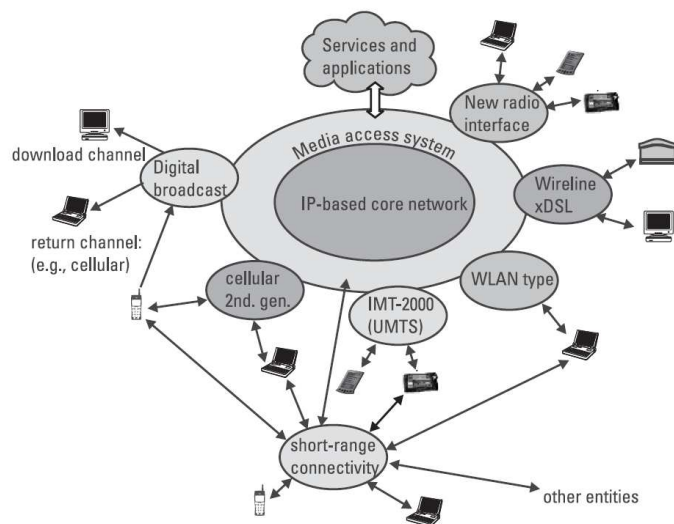 Services and
applications
New radio
interface
Media access system
download channel
Digital
broadcast
IP-based core network
Wireline
xDSL
return channel:
(e.g., cellular)
cellular
2nd. gen.
IMT-2000
(UMTS)
WLAN type
short-range
connectivity
other entities